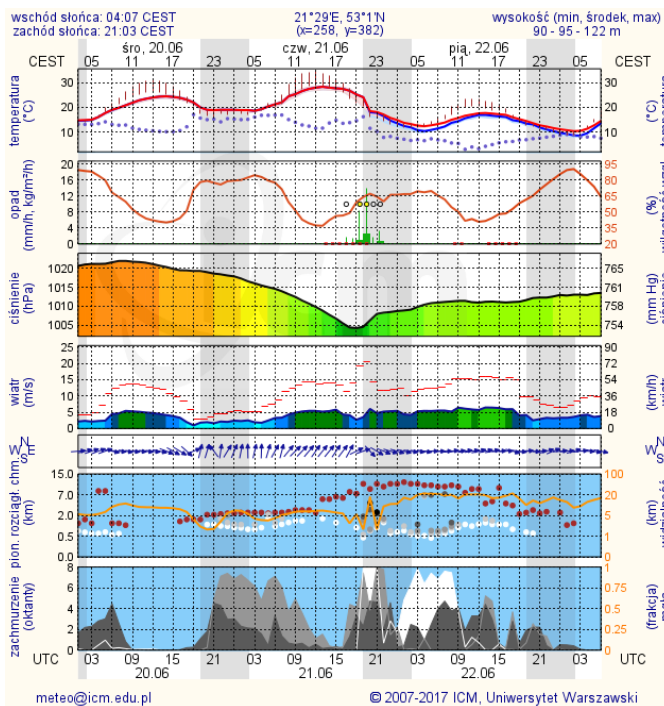 wschód słońca: 04:07 CEST 21°29'E, 53°1'N wysokość (min, środek, max)
zachód słońca: 21:03 CEST (x=258, y=382) 90 - 95 - 122 m
śro, 20.06 czw, 21.06 pią, 22.06
CEST 05 11 17 23 05 11 17 23 05 11 17 23 05 CEST
temperatura
(°C)
30 20 10
30 20 10
(°C)
opad
(mm/h, kg/m²/h)
20 16 12 8 4 0
95 85 75 65 50 40 30 20
(%)
ciśnienie
(hPa)
1020 1015 1010 1005
765 761 758 754
(mm Hg)
wiatr
(m/s)
25 20 15 10 5 0
90 72 54 36 18 0
(km/h)
N
W E
S
N
W E
S
pion. rozciągł. chm.
(km)
15.0 7.0 2.0 0.5 0.0
100 20 5 1 0
(km)
zachmurzenie
(oktanty)
8 6 4 2 0
1 0.75 0.5 0.25 0
(frakcja
UTC 03 09 15 21 03 09 15 21 03 09 15 21 03 UTC
20.06 21.06 22.06
meteo@icm.edu.pl © 2007-2017 ICM, Uniwersytet Warszawski